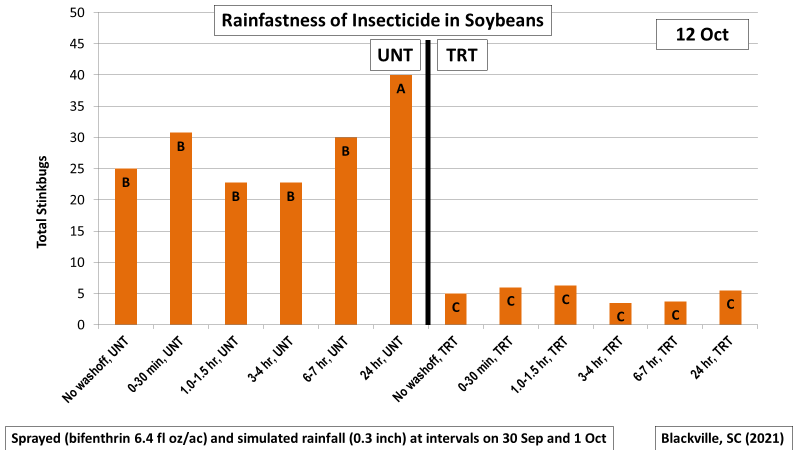 Rainfastness of Insecticide in Soybeans
12 Oct
UNT
TRT
Total Stinkbugs
50
45
40
35
30
25
20
15
10
5
0
B
B
B
B
B
A
C
C
C
C
C
C
No washoff, UNT
0-30 min, UNT
1.0-1.5 hr, UNT
3-4 hr, UNT
6-7 hr, UNT
24 hr, UNT
No washoff, TRT
0-30 min, TRT
1.0-1.5 hr, TRT
3-4 hr, TRT
6-7 hr, TRT
24 hr, TRT
Sprayed (bifenthrin 6.4 fl oz/ac) and simulated rainfall (0.3 inch) at intervals on 30 Sep and 1 Oct
Blackville, SC (2021)